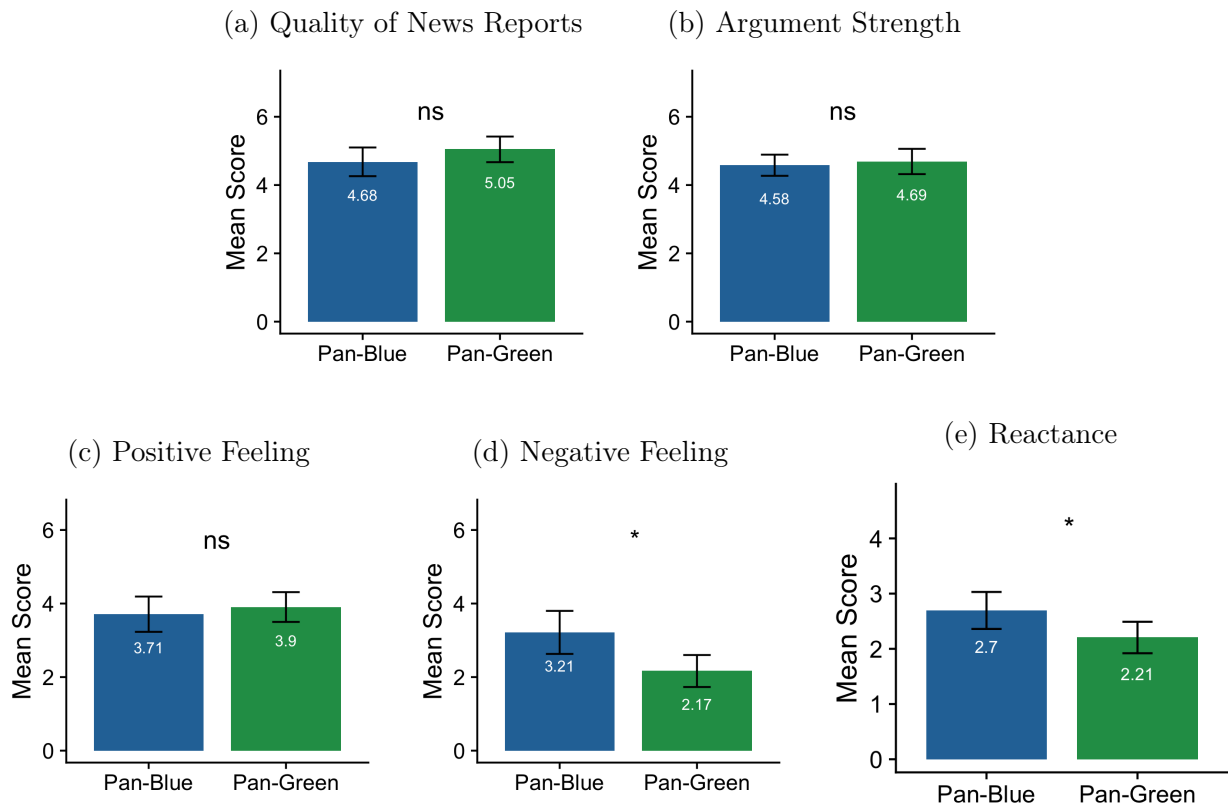 (a) Quality of News Reports
ns
Mean Score
6
4
2
0
4.68
5.05
Pan-Blue
Pan-Green
(b) Argument Strength
ns
Mean Score
6
4
2
0
4.58
4.69
Pan-Blue
Pan-Green
(c) Positive Feeling
ns
Mean Score
6
4
2
0
3.71
3.9
Pan-Blue
Pan-Green
(d) Negative Feeling
*
Mean Score
6
4
2
0
3.21
2.17
Pan-Blue
Pan-Green
(e) Reactance
*
Mean Score
4
3
2
1
0
2.7
2.21
Pan-Blue
Pan-Green